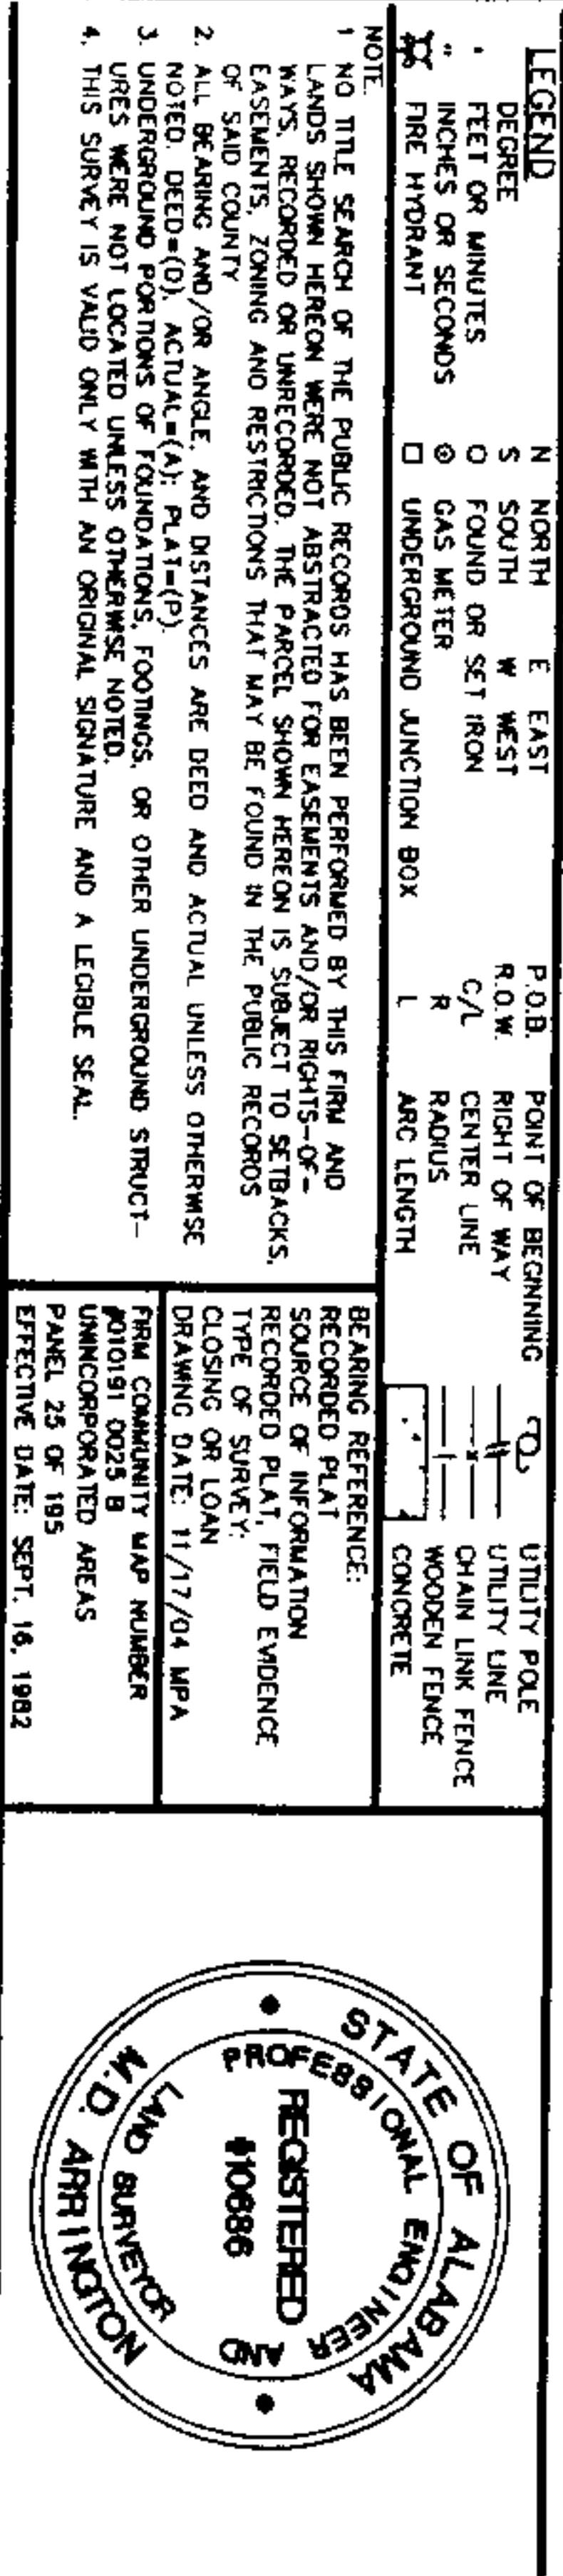 LEGEND
DEGREE
' FEET OR MINUTES
" INCHES OR SECONDS
FIRE HYDRANT
N NORTH E EAST
S SOUTH W WEST
O FOUND OR SET IRON
GAS METER
UNDERGROUND JUNCTION BOX
P.O.B. POINT OF BEGINNING
R.O.W. RIGHT OF WAY
C/L CENTER LINE
R RADIUS
L ARC LENGTH
UTILITY POLE
UTILITY LINE
CHAIN LINK FENCE
WOODEN FENCE
CONCRETE
NOTE:
1 NO TITLE SEARCH OF THE PUBLIC RECORDS HAS BEEN PERFORMED BY THIS FIRM AND
LANDS SHOWN HEREON WERE NOT ABSTRACTED FOR EASEMENTS AND/OR RIGHTS-OF-
WAYS, RECORDED OR UNRECORDED. THE PARCEL SHOWN HEREON IS SUBJECT TO SETBACKS,
EASEMENTS, ZONING AND RESTRICTIONS THAT MAY BE FOUND IN THE PUBLIC RECORDS
OF SAID COUNTY
2. ALL BEARING AND/OR ANGLE, AND DISTANCES ARE DEED AND ACTUAL UNLESS OTHERWISE
NOTED. DEED=(D), ACTUAL=(A); PLAT=(P).
3. UNDERGROUND PORTIONS OF FOUNDATIONS, FOOTINGS, OR OTHER UNDERGROUND STRUCT-
URES WERE NOT LOCATED UNLESS OTHERWISE NOTED.
4. THIS SURVEY IS VALID ONLY WITH AN ORIGINAL SIGNATURE AND A LEGIBLE SEAL.
BEARING REFERENCE:
RECORDED PLAT
SOURCE OF INFORMATION
RECORDED PLAT, FIELD EVIDENCE
TYPE OF SURVEY:
CLOSING OR LOAN
DRAWING DATE: 11/17/04 MPA
FIRM COMMUNITY MAP NUMBER
#010191 0025 B
UNINCORPORATED AREAS
PANEL 25 OF 195
EFFECTIVE DATE: SEPT. 16, 1982
STATE OF ALABAMA
PROFESSIONAL ENGINEER AND
REGISTERED
#10686
LAND SURVEYOR
M.D. ARRINGTON